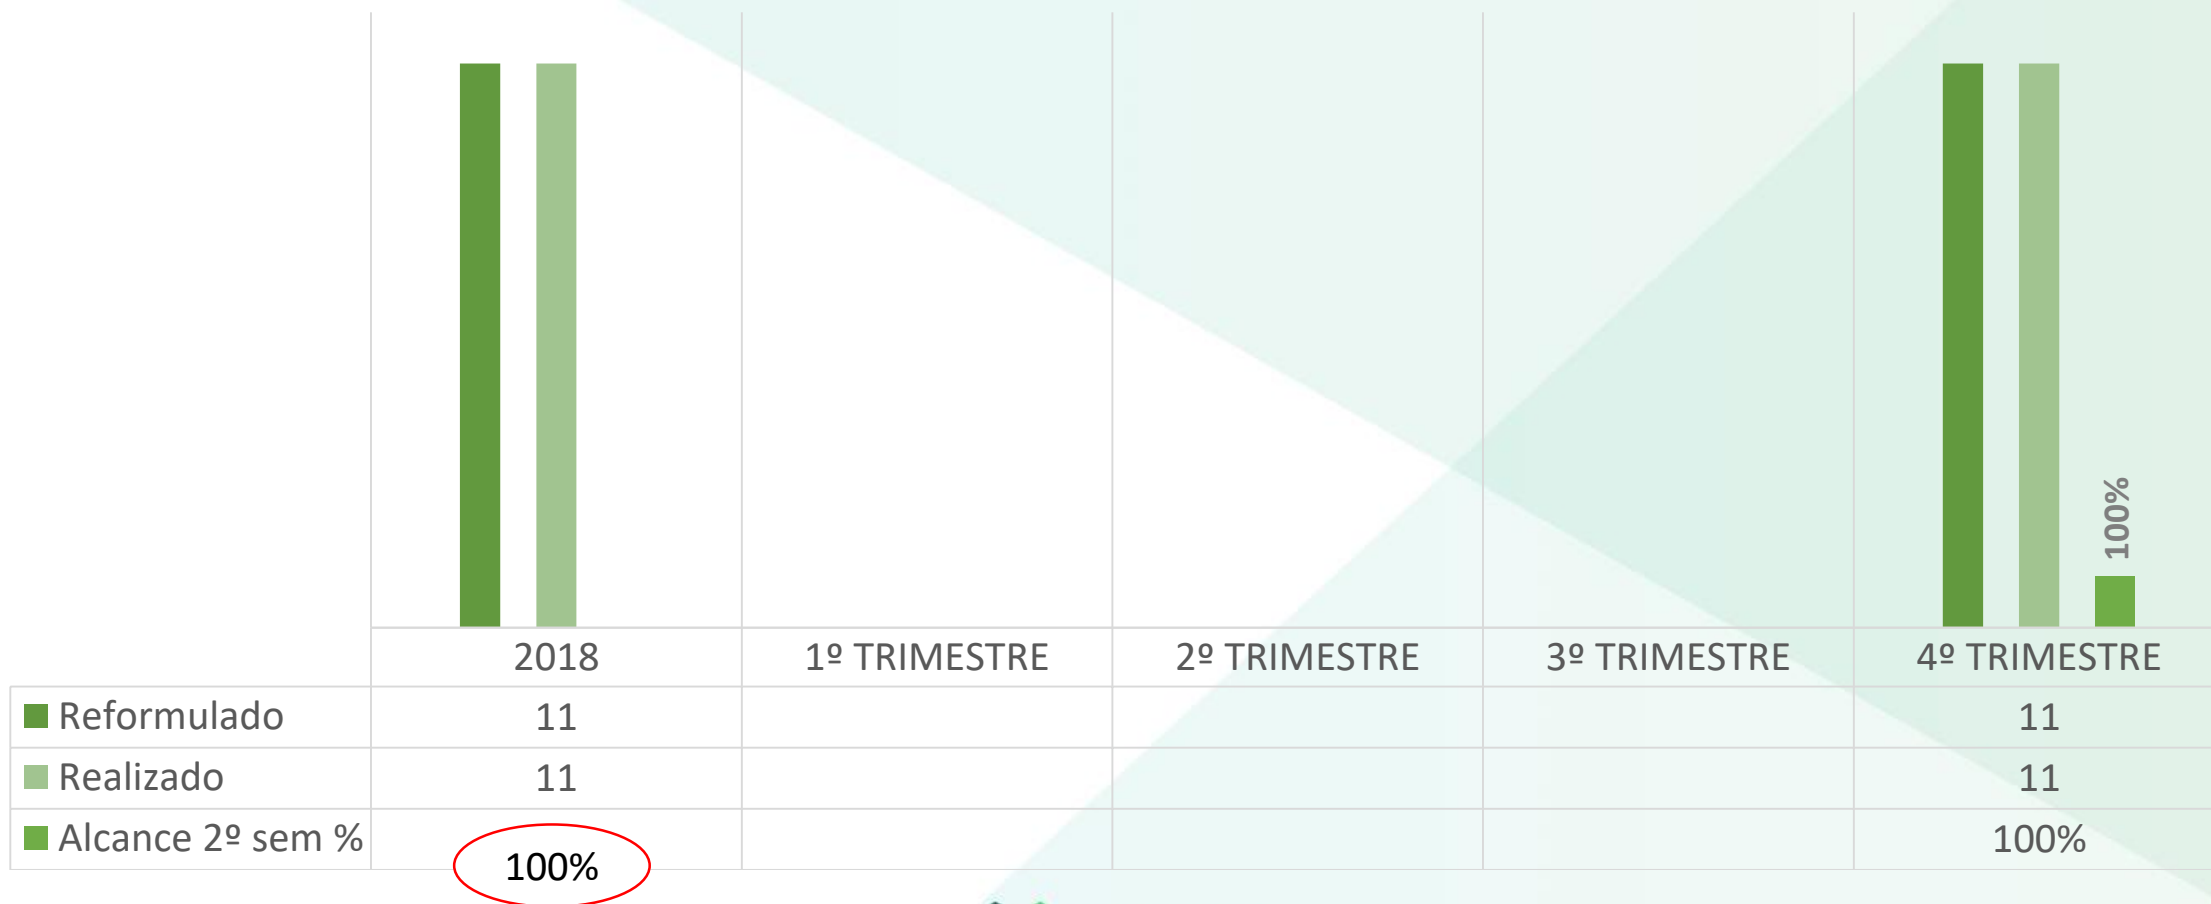 100%
2018 1º TRIMESTRE 2º TRIMESTRE 3º TRIMESTRE 4º TRIMESTRE
Reformulado 11 11
Realizado 11 11
Alcance 2º sem % 100%
100%